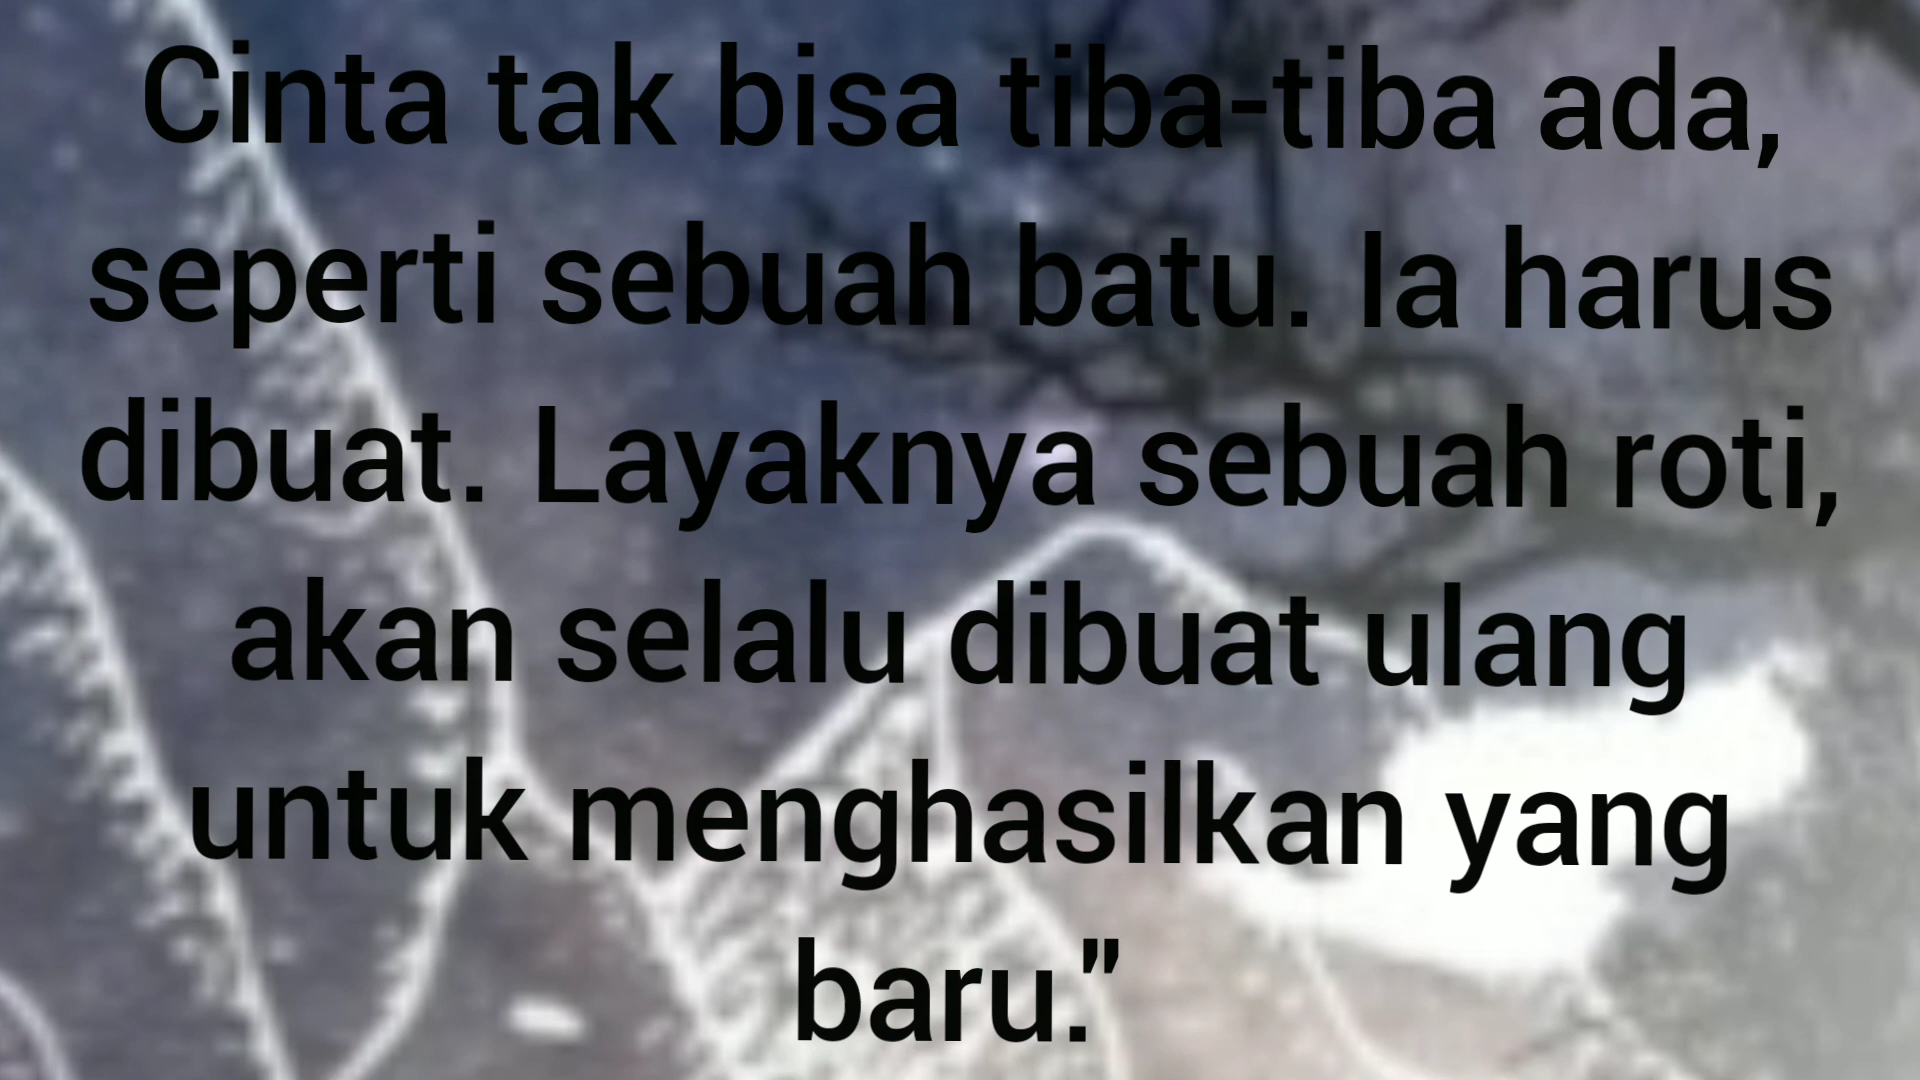 Cinta tak bisa tiba-tiba ada,
seperti sebuah batu. Ia harus
dibuat. Layaknya sebuah roti,
akan selalu dibuat ulang
untuk menghasilkan yang
baru."